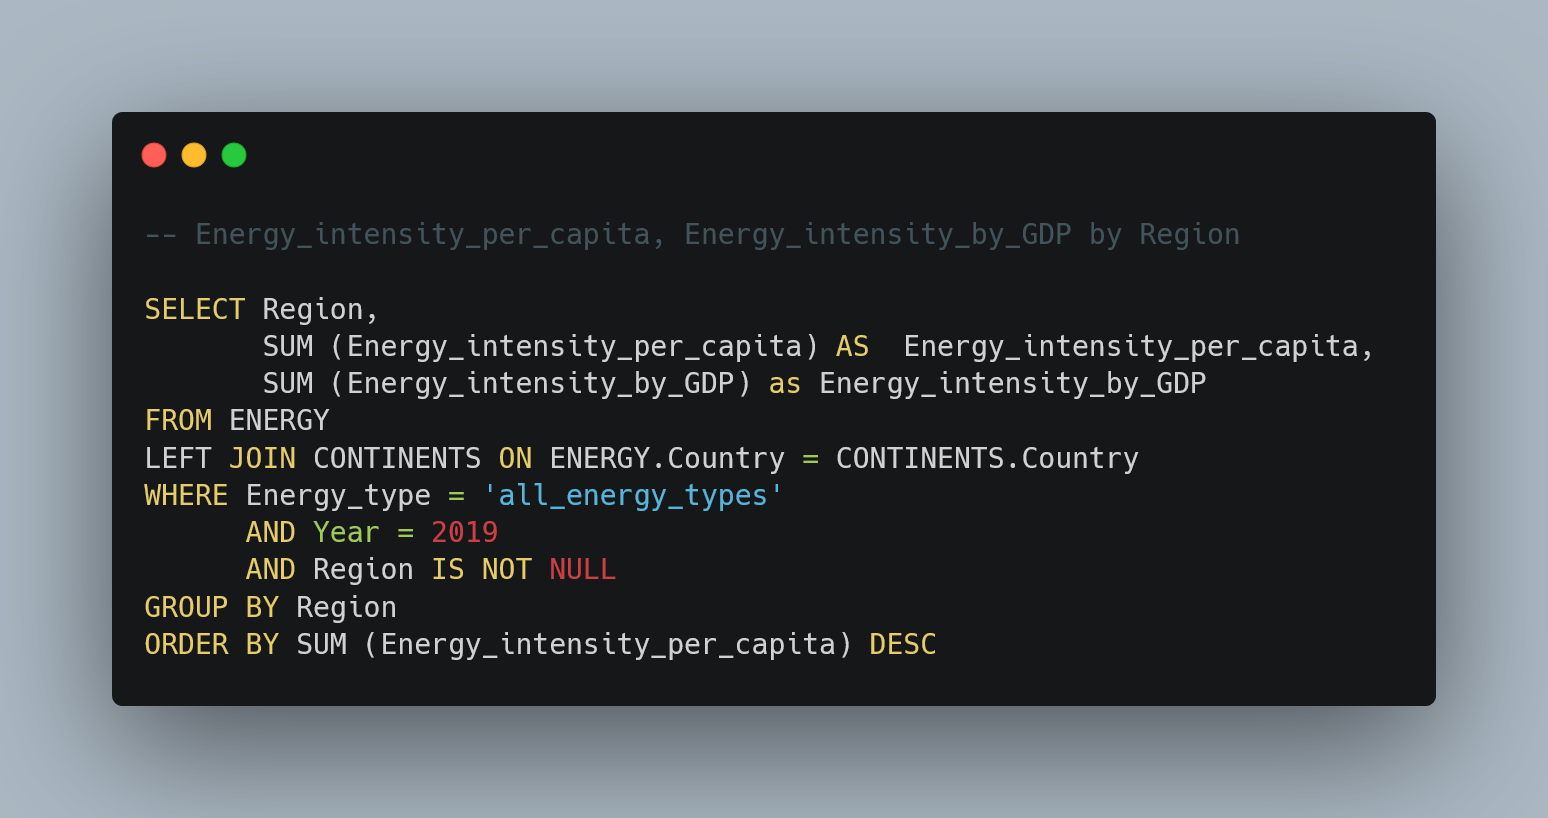 -- Energy_intensity_per_capita, Energy_intensity_by_GDP by Region
SELECT Region,
SUM (Energy_intensity_per_capita) AS  Energy_intensity_per_capita,
SUM (Energy_intensity_by_GDP) as Energy_intensity_by_GDP
FROM ENERGY
LEFT JOIN CONTINENTS ON ENERGY.Country = CONTINENTS.Country
WHERE Energy_type = 'all_energy_types'
AND Year = 2019
AND Region IS NOT NULL
GROUP BY Region
ORDER BY SUM (Energy_intensity_per_capita) DESC